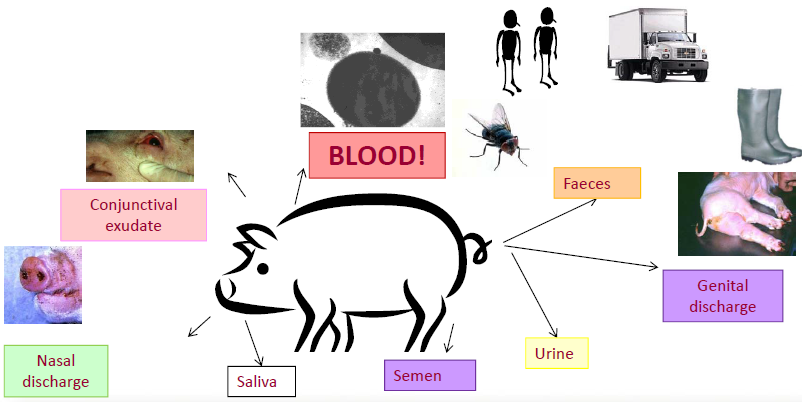 BLOOD!
Conjunctival
exudate
Faeces
Genital
discharge
Nasal
discharge
Saliva
Semen
Urine